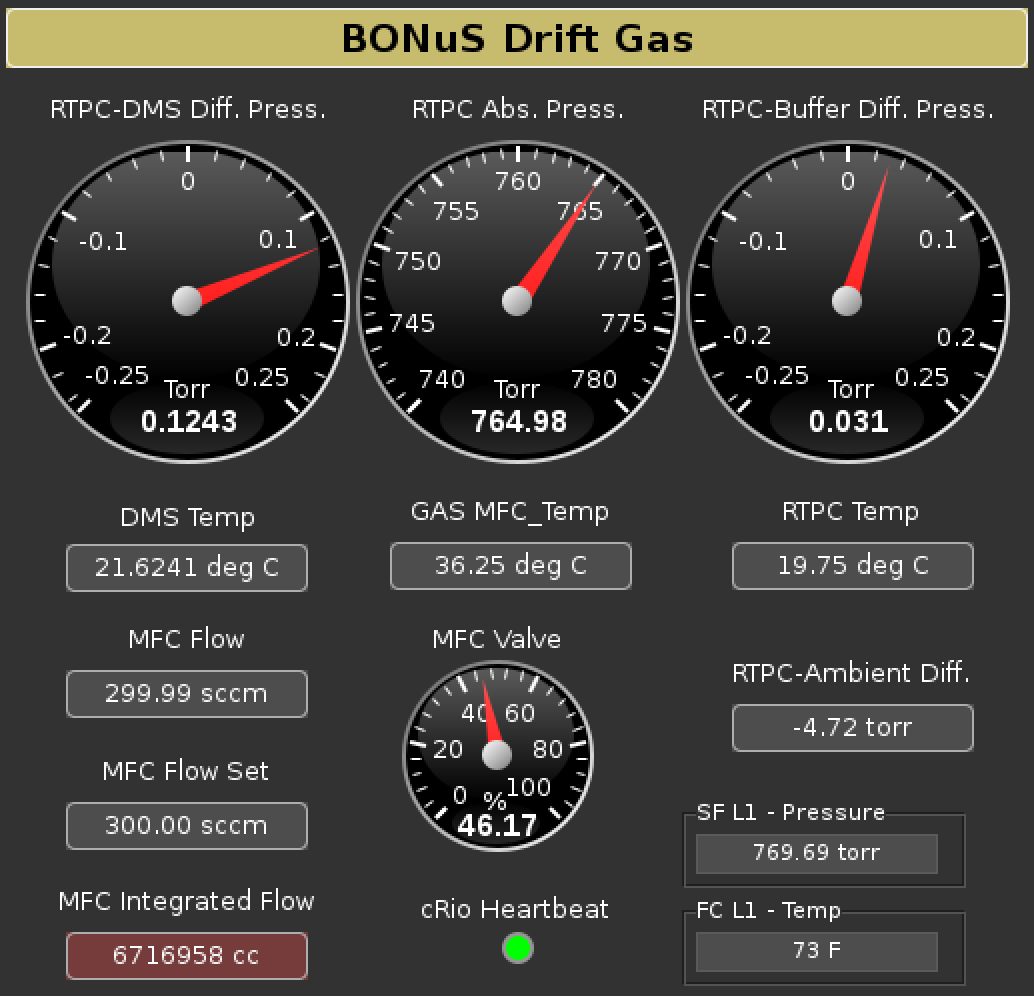 BONuS Drift Gas
RTPC-DMS Diff. Press.
0
-0.1
0.1
-0.2
0.2
-0.25
0.25
Torr
0.1243
RTPC Abs. Press.
760
755
765
750
770
745
775
740
780
Torr
764.98
RTPC-Buffer Diff. Press.
0
-0.1
0.1
-0.2
0.2
-0.25
0.25
Torr
0.031
DMS Temp
21.6241 deg C
GAS MFC_Temp
36.25 deg C
RTPC Temp
19.75 deg C
MFC Flow
299.99 sccm
MFC Flow Set
300.00 sccm
MFC Integrated Flow
6716958 cc
MFC Valve
40
60
20
80
0
100
%
46.17
cRio Heartbeat
RTPC-Ambient Diff.
-4.72 torr
SF L1 - Pressure
769.69 torr
FC L1 - Temp
73 F